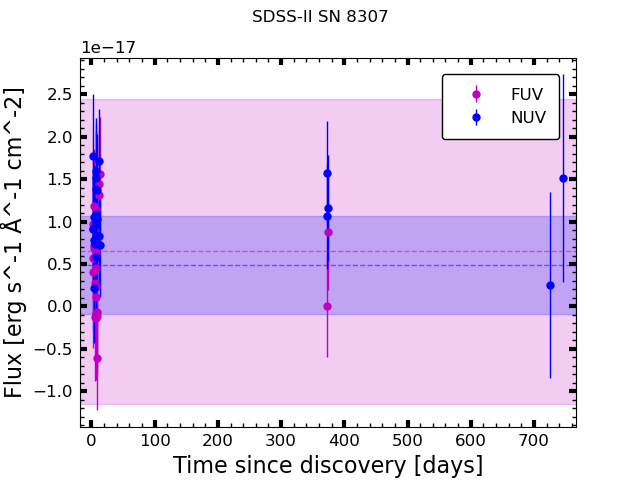 SDSS-II SN 8307
1e−17
FUV
NUV
2.5
2.0
1.5
1.0
0.5
0.0
−0.5
−1.0
Flux [erg s^-1 Å^-1 cm^-2]
0 100 200 300 400 500 600 700
Time since discovery [days]